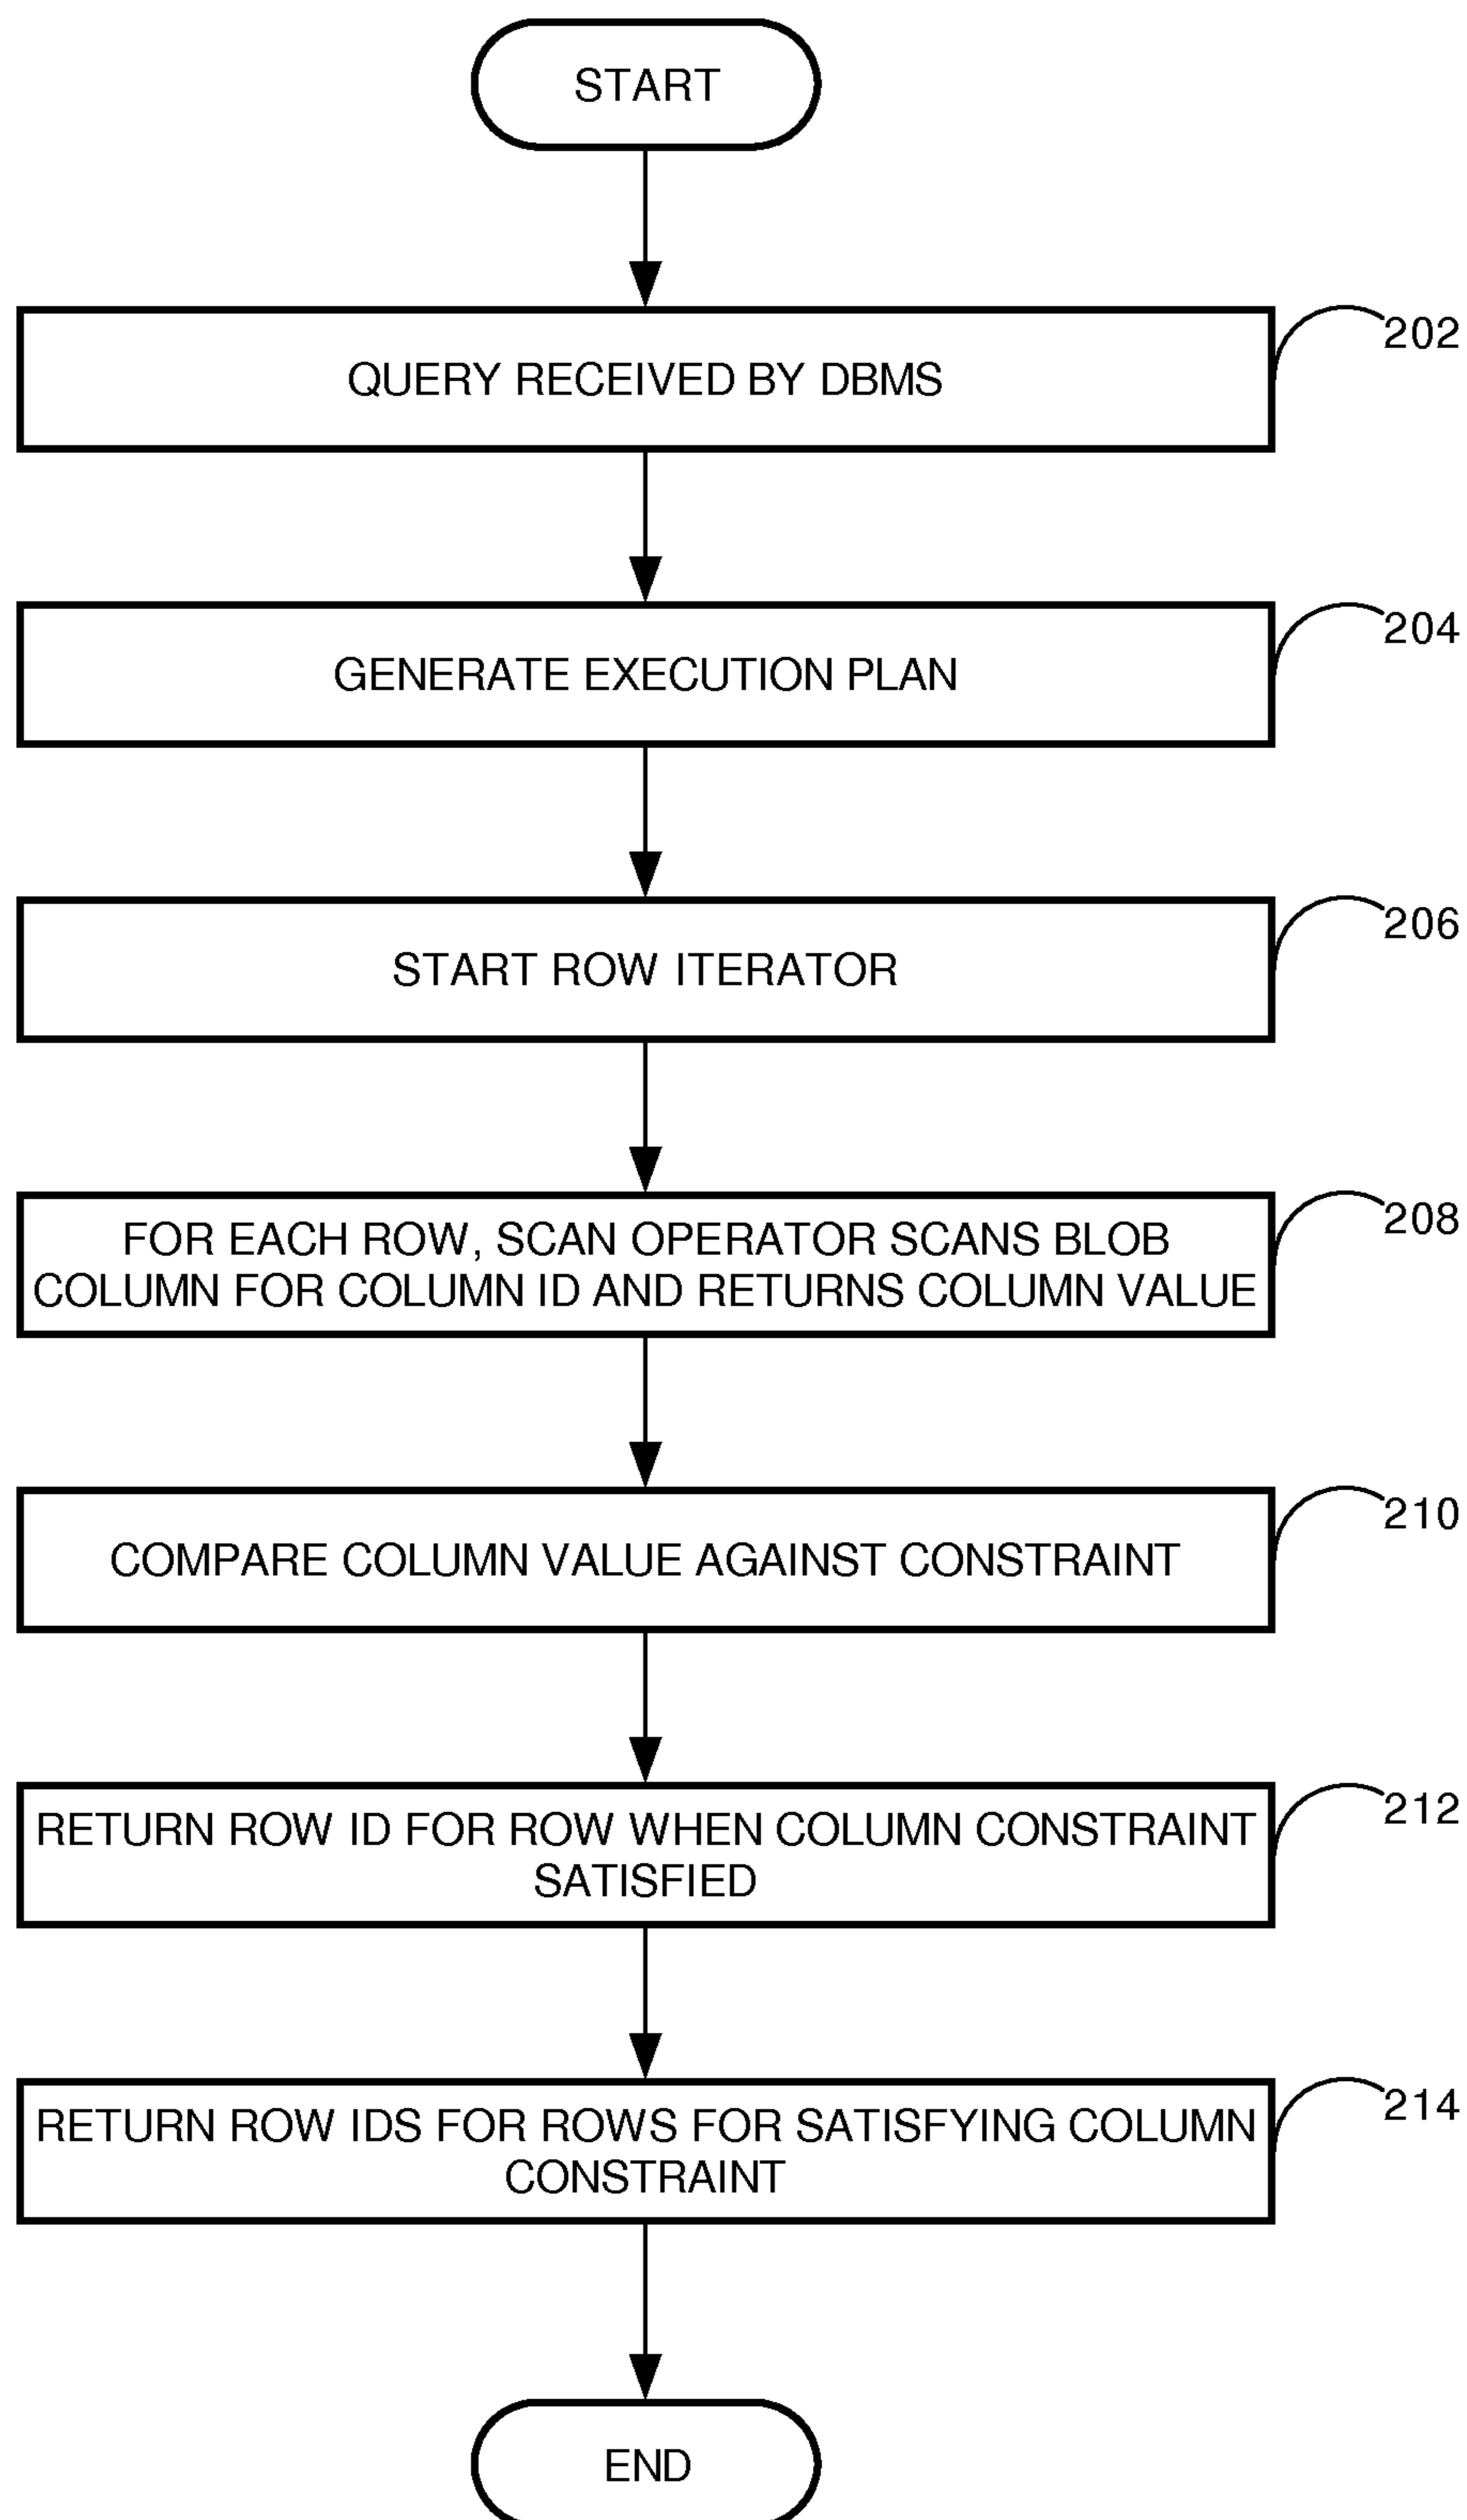 START
QUERY RECEIVED BY DBMS
202
GENERATE EXECUTION PLAN
204
START ROW ITERATOR
206
FOR EACH ROW, SCAN OPERATOR SCANS BLOB
COLUMN FOR COLUMN ID AND RETURNS COLUMN VALUE
208
COMPARE COLUMN VALUE AGAINST CONSTRAINT
210
RETURN ROW ID FOR ROW WHEN COLUMN CONSTRAINT
SATISFIED
212
RETURN ROW IDS FOR ROWS FOR SATISFYING COLUMN
CONSTRAINT
214
END